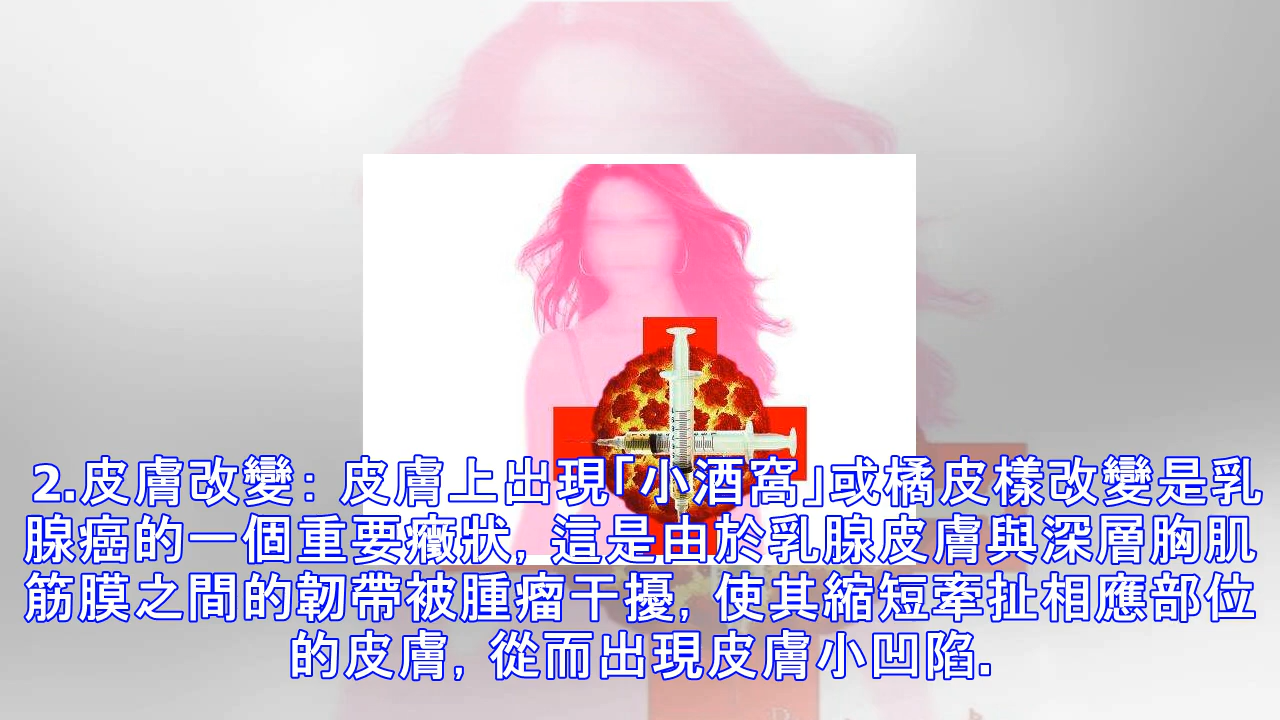 2.皮膚改變: 皮膚上出現「小酒窩」或橘皮樣改變是乳
腺癌的一個重要癥狀, 這是由於乳腺皮膚與深層胸肌
筋膜之間的韌帶被腫瘤干擾, 使其縮短牽扯相應部位
的皮膚, 從而出現皮膚小凹陷.